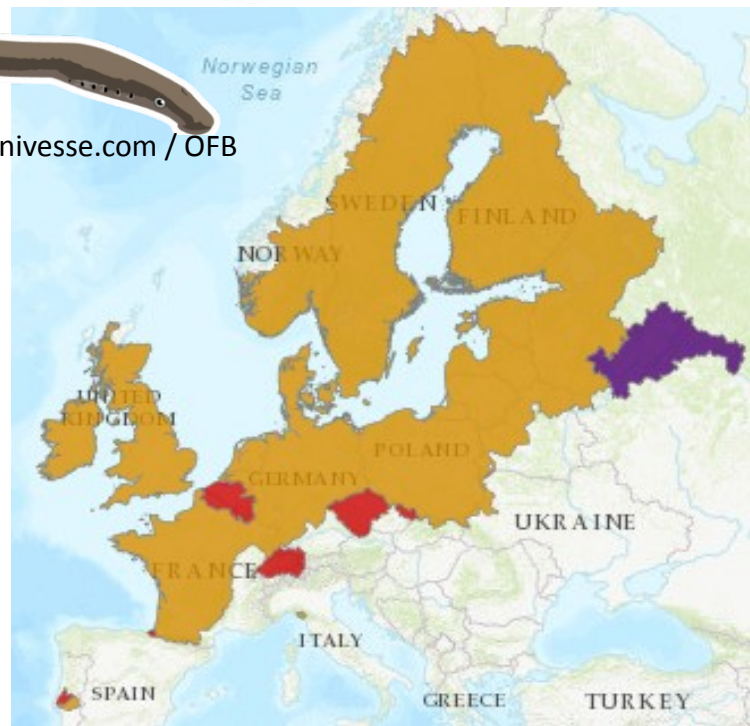 Norwegian
Sea
nivesse.com / OFB
SWEDEN
FINLAND
NORWAY
UNITED
KINGDOM
POLAND
GERMANY
UKRAINE
FRANCE
ITALY
SPAIN
GREECE
TURKEY